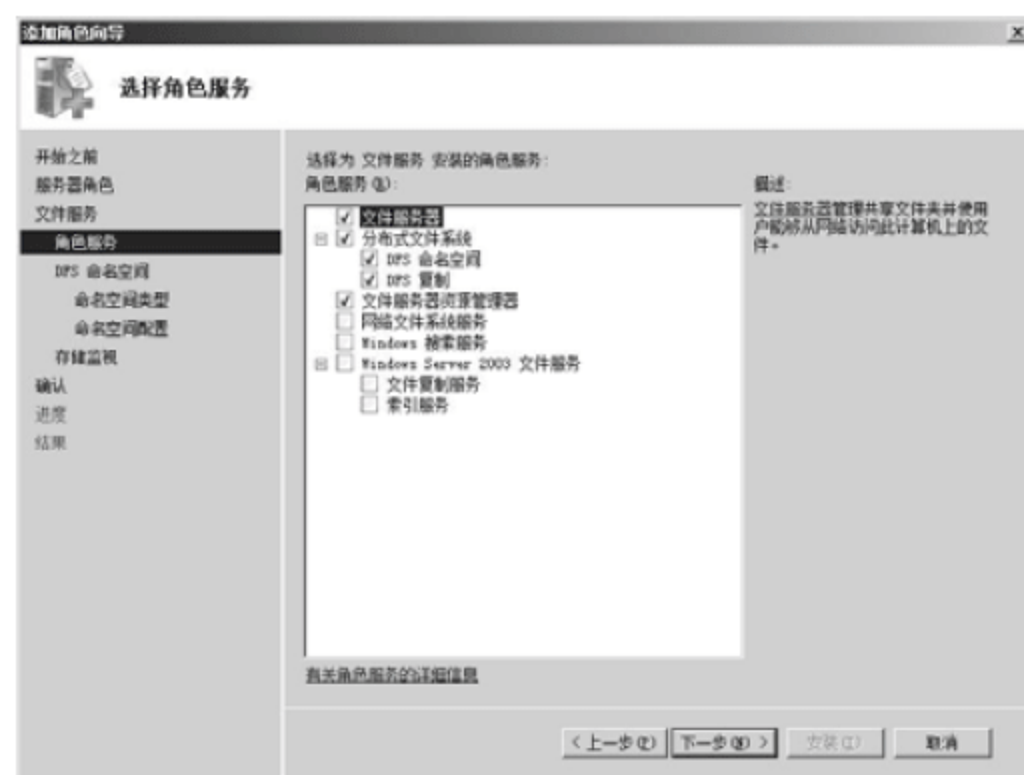 添加角色向导
选择角色服务
开始之前
服务器角色
文件服务
角色服务
DFS 命名空间
命名空间类型
命名空间配置
存储监视
确认
进度
结果
选择为 文件服务 安装的角色服务:
角色服务(R):
文件服务器
分布式文件系统
DFS 命名空间
DFS 复制
文件服务器资源管理器
网络文件系统服务
Windows 搜索服务
Windows Server 2003 文件服务
文件复制服务
索引服务
有关角色服务的详细信息
描述:
文件服务器管理共享文件夹并使用
户能够从网络访问此计算机上的文
件。
<上一步(P)
下一步(N) >
安装(I)
取消